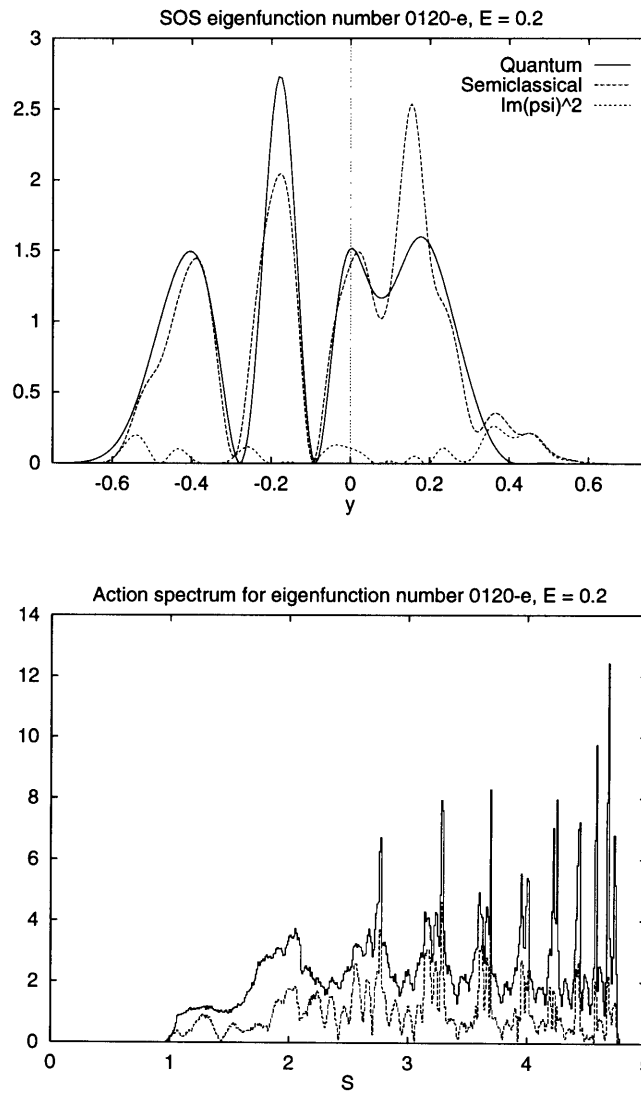 SOS eigenfunction number 0120-e, E = 0.2
3
Quantum
Semiclassical
Im(psi)^2
2.5
2
1.5
1
0.5
0
-0.6 -0.4 -0.2 0 0.2 0.4 0.6
y
Action spectrum for eigenfunction number 0120-e, E = 0.2
14
12
10
8
6
4
2
0
0 1 2 3 4 5
S